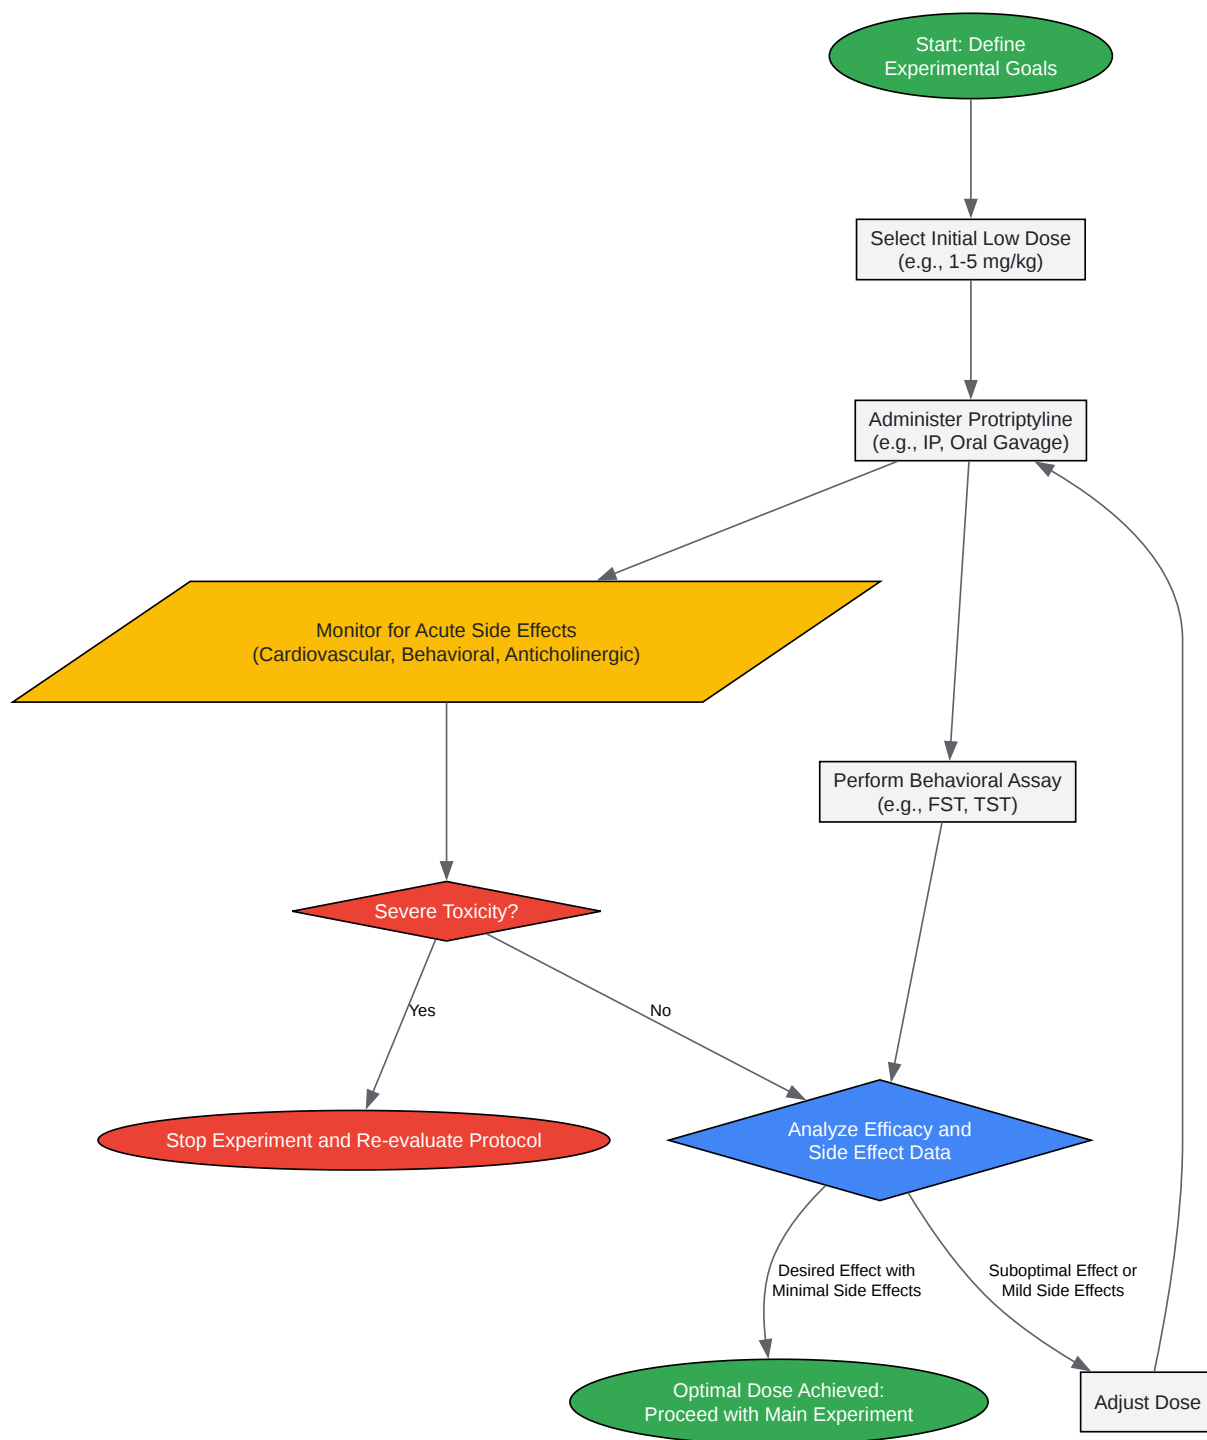 Start: Define
Experimental Goals
Select Initial Low Dose
(e.g., 1-5 mg/kg)
Administer Protriptyline
(e.g., IP, Oral Gavage)
Monitor for Acute Side Effects
(Cardiovascular, Behavioral, Anticholinergic)
Perform Behavioral Assay
(e.g., FST, TST)
Severe Toxicity?
Yes
No
Stop Experiment and Re-evaluate Protocol
Analyze Efficacy and
Side Effect Data
Desired Effect with
Minimal Side Effects
Suboptimal Effect or
Mild Side Effects
Optimal Dose Achieved:
Proceed with Main Experiment
Adjust Dose